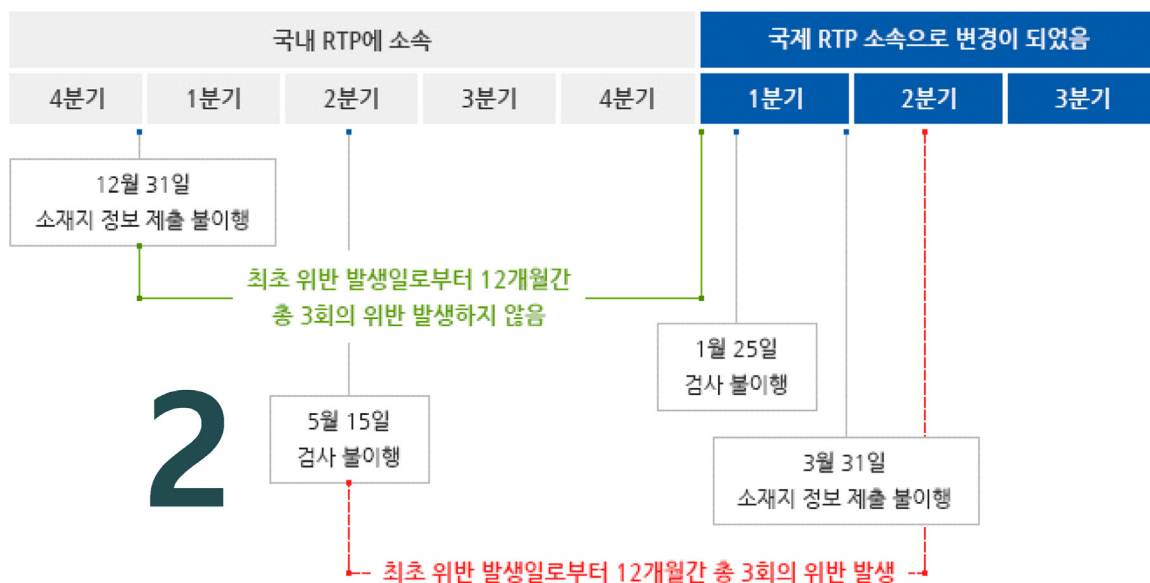 국내 RTP에 소속
국제 RTP 소속으로 변경이 되었음
4분기 1분기 2분기 3분기 4분기 1분기 2분기 3분기
12월 31일
소재지 정보 제출 불이행
최초 위반 발생일로부터 12개월간
총 3회의 위반 발생하지 않음
1월 25일
검사 불이행
2
5월 15일
검사 불이행
3월 31일
소재지 정보 제출 불이행
최초 위반 발생일로부터 12개월간 총 3회의 위반 발생